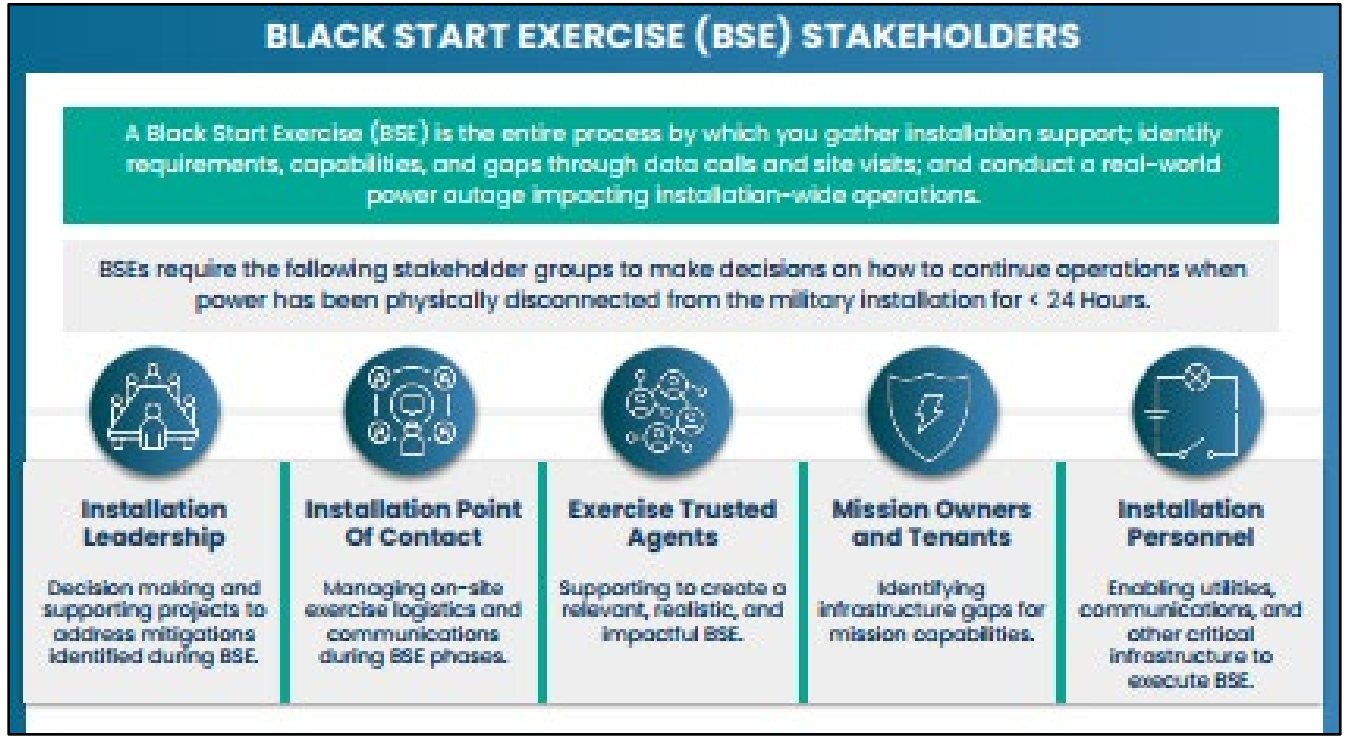 BLACK START EXERCISE (BSE) STAKEHOLDERS
A Black Start Exercise (BSE) is the entire process by which you gather installation support; identify
requirements, capabilities, and gaps through data calls and site visits; and conduct a real-world
power outage impacting installation-wide operations.
BSEs require the following stakeholder groups to make decisions on how to continue operations when
power has been physically disconnected from the military installation for < 24 Hours.
Installation
Leadership
Decision making and
supporting projects to
address mitigations
identified during BSE.
Installation Point
Of Contact
Managing on-site
exercise logistics and
communications
during BSE phases.
Exercise Trusted
Agents
Supporting to create a
relevant, realistic, and
impactful BSE.
Mission Owners
and Tenants
Identifying
infrastructure gaps for
mission capabilities.
Installation
Personnel
Enabling utilities,
communications, and
other critical
infrastructure to
execute BSE.